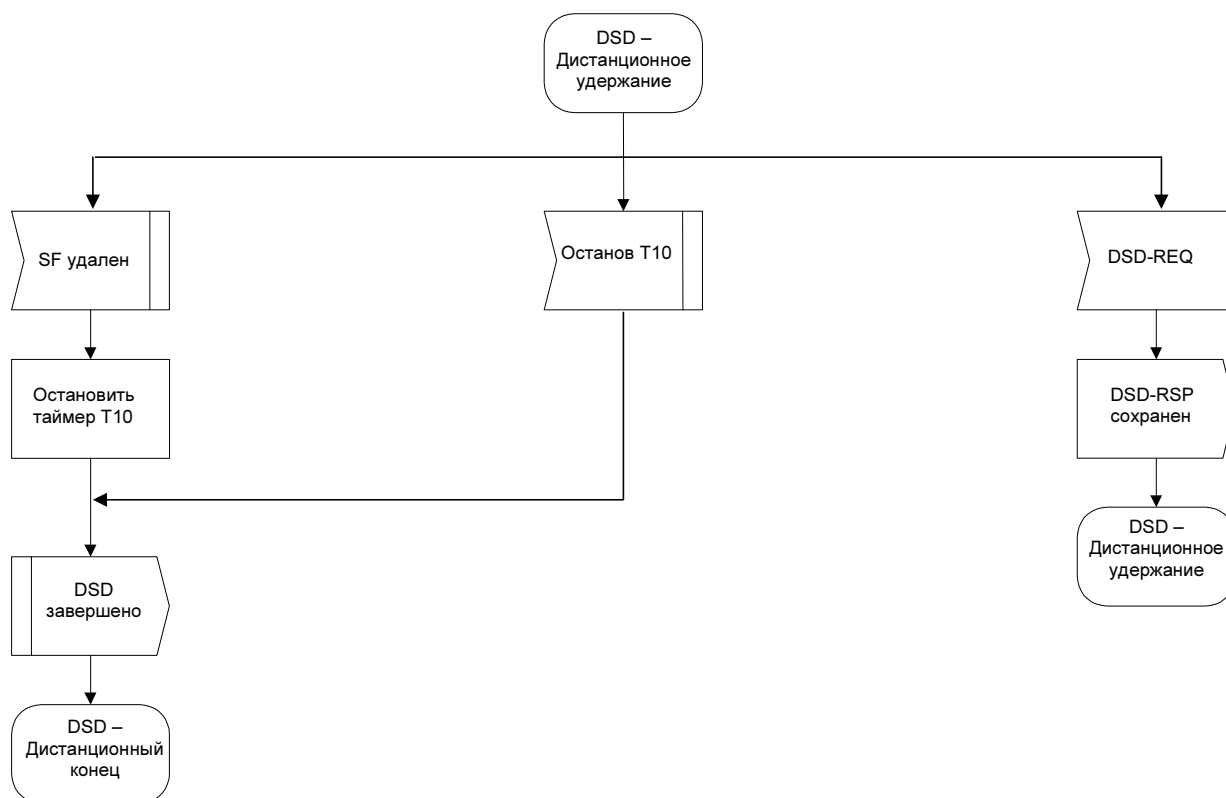 DSD –
Дистанционное
удержание
SF удален
Останов T10
DSD-REQ
Остановить
таймер T10
DSD-RSP
сохранен
DSD
завершено
DSD –
Дистанционное
удержание
DSD –
Дистанционный
конец